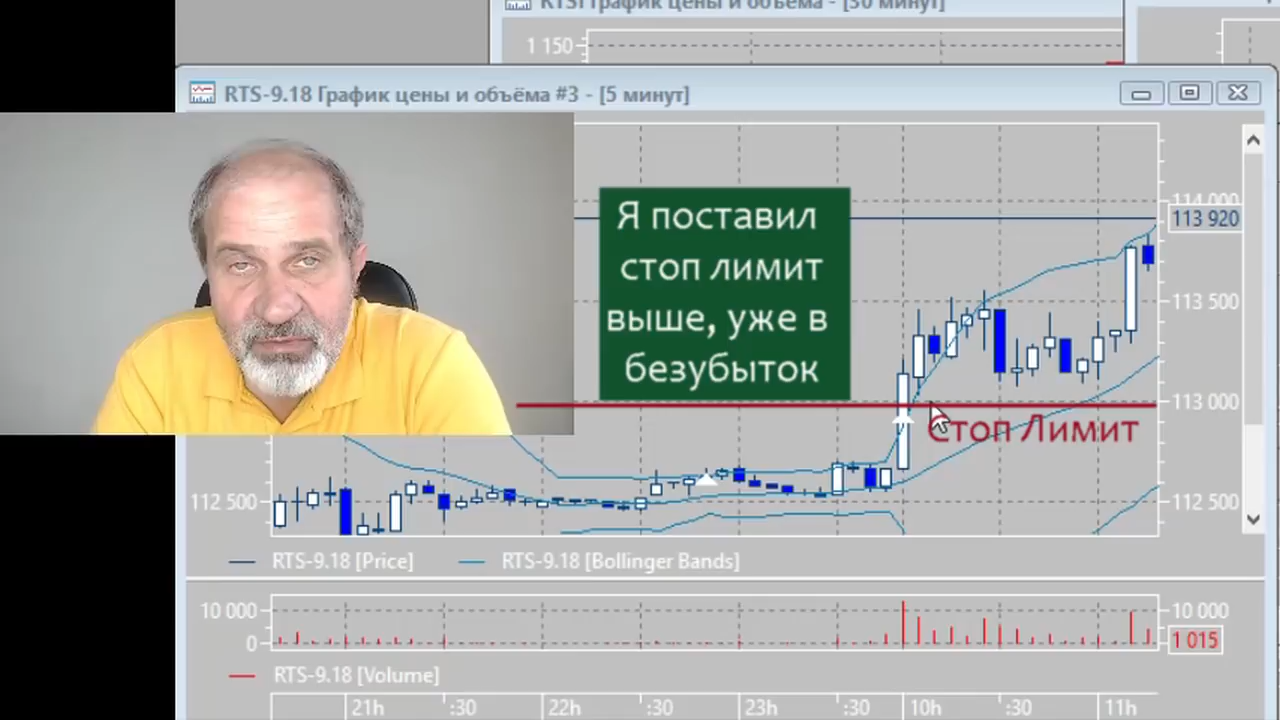 RTSI График цены и объёма - [30 минут]
1 150
RTS-9.18 График цены и объёма #3 - [5 минут]
114 000
113 920
Я поставил
стоп лимит
выше, уже в
безубыток
113 500
113 000
Стоп Лимит
112 500
112 500
RTS-9.18 [Price]
RTS-9.18 [Bollinger Bands]
10 000
10 000
0
1 015
RTS-9.18 [Volume]
21h :30 22h :30 23h :30 10h :30 11h